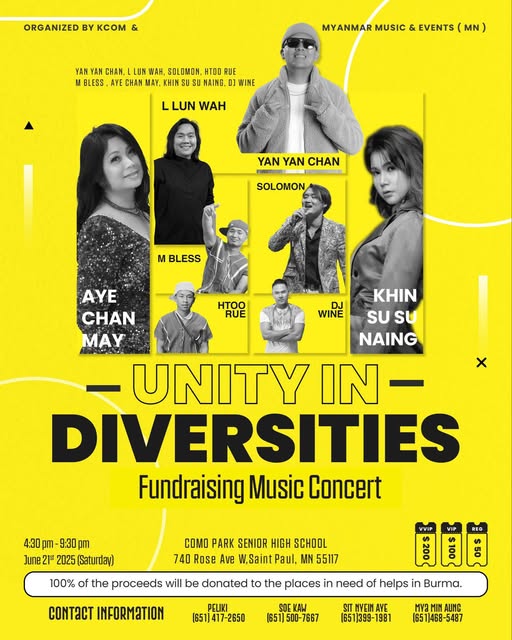 ORGANIZED BY KCOM &
MYANMAR MUSIC & EVENTS ( MN )
YAN YAN CHAN, L LUN WAH, SOLOMON, HTOO RUE
M BLESS , AYE CHAN MAY, KHIN SU SU NAING, DJ WINE
L LUN WAH
YAN YAN CHAN
SOLOMON
M BLESS
AYE
CHAN
MAY
HTOO
RUE
DJ
WINE
KHIN
SU SU
NAING
UNITY IN
DIVERSITIES
Fundraising Music Concert
4:30 pm - 9:30 pm
June 21st 2025 (Saturday)
COMO PARK SENIOR HIGH SCHOOL
740 Rose Ave W,Saint Paul, MN 55117
VVIP
$ 200
VIP
$ 100
REG
$ 50
100% of the proceeds will be donated to the places in need of helps in Burma.
CONTACT INFORMATION
PELIKI
(651) 417-2650
SOE KAW
(651) 500-7667
SIT NYEIN AYE
(651)399-1981
MYA MIN AUNG
(651)468-5487